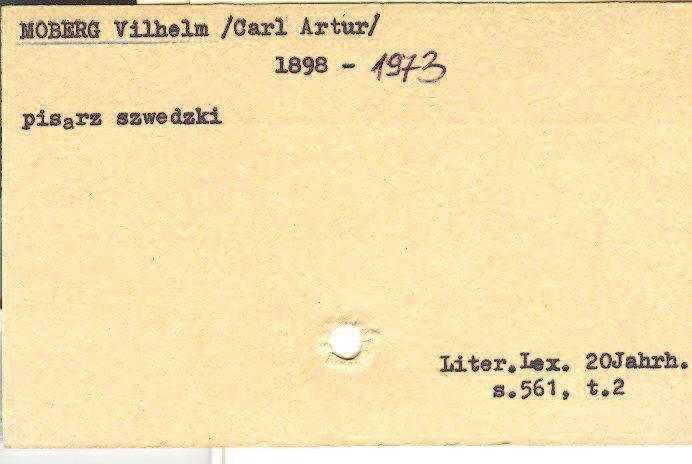 MOBERG Vilhelm /Carl Artur/
1898 - 1973
pisarz szwedzki
Liter.Lex. 20Jahrh.
s.561, t.2